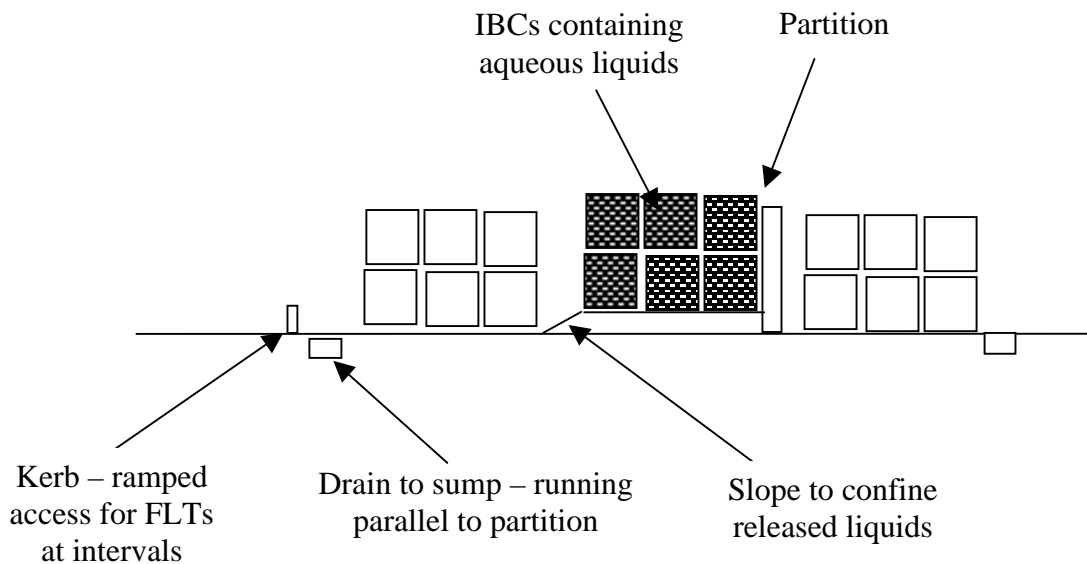 IBCs containing
aqueous liquids
Partition
Kerb – ramped
access for FLTs
at intervals
Drain to sump – running
parallel to partition
Slope to confine
released liquids